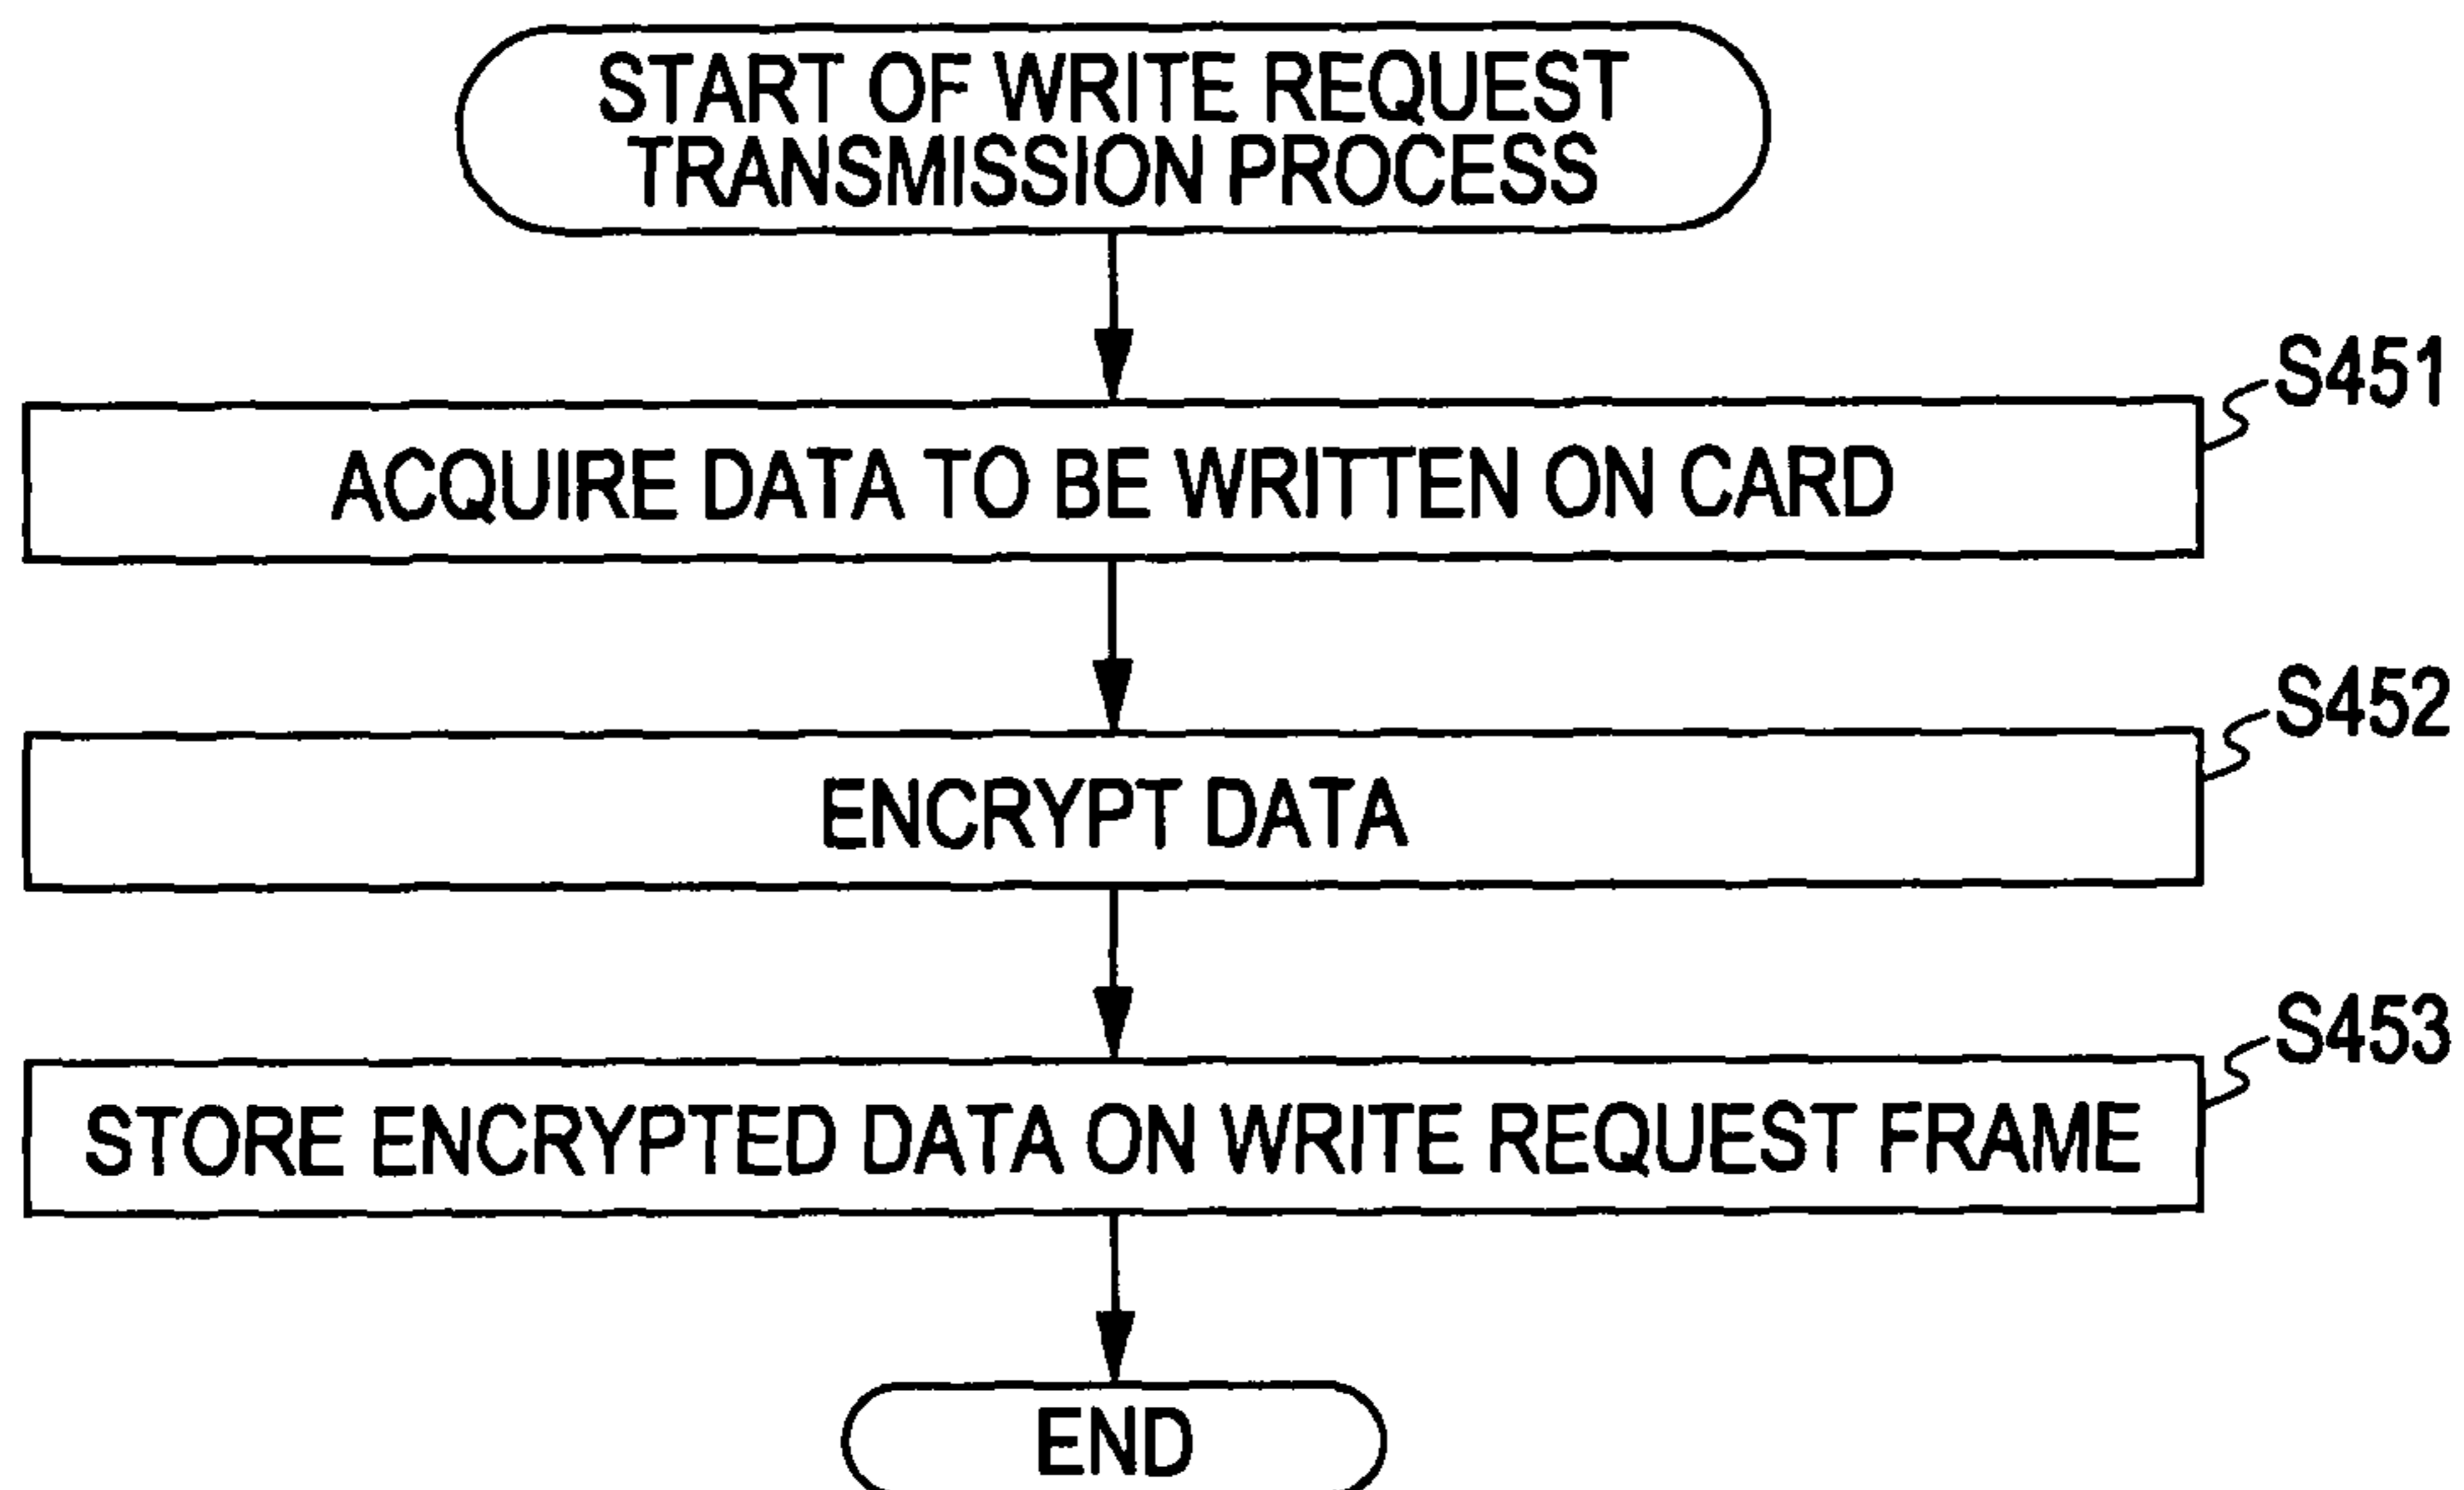 START OF WRITE REQUEST
TRANSMISSION PROCESS
S451
ACQUIRE DATA TO BE WRITTEN ON CARD
S452
ENCRYPT DATA
S453
STORE ENCRYPTED DATA ON WRITE REQUEST FRAME
END